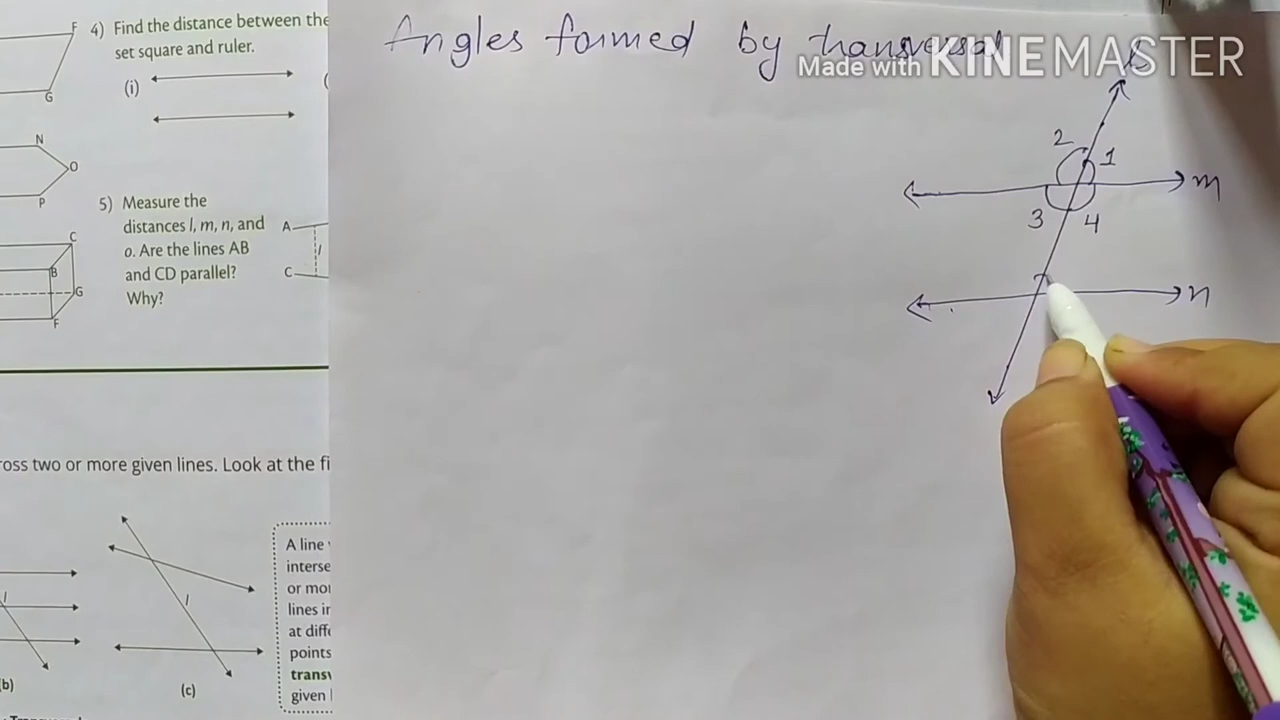 F
G
N
O
P
C
B
G
F
4) Find the distance between the
set square and ruler.
(i)
(
5) Measure the
distances l, m, n, and
o. Are the lines AB
and CD parallel?
Why?
A
l
C
ross two or more given lines. Look at the fi
l
(b)
l
(c)
A line
interse
or mor
lines in
at diffe
points
transv
given l
Angles formed by transversal
Made with KINEMASTER
l
2
1
m
3
4
n